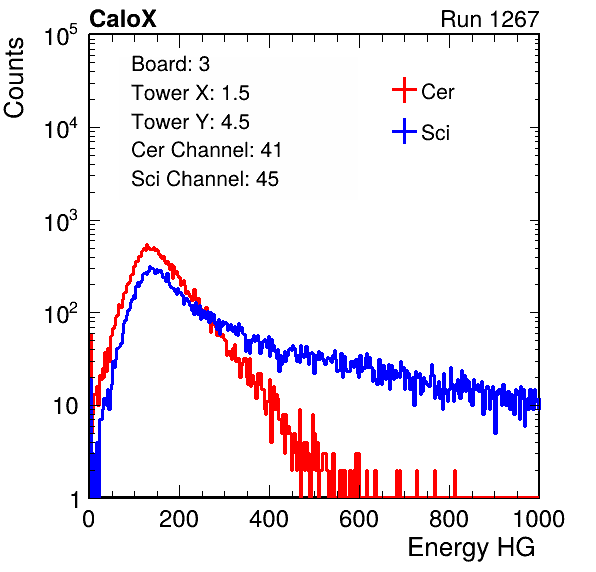 CaloX Run 1267
Counts
10^5
10^4
10^3
10^2
10
1
Board: 3
Tower X: 1.5
Tower Y: 4.5
Cer Channel: 41
Sci Channel: 45
Cer
Sci
0 200 400 600 800 1000
Energy HG